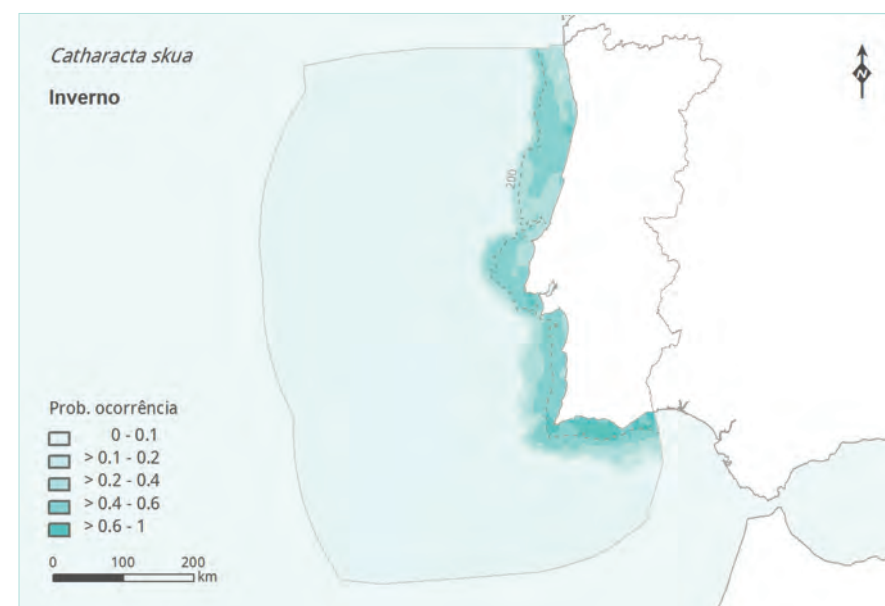 Catharacta skua
Inverno
N
200
Prob. ocorrência
0 - 0.1
> 0.1 - 0.2
> 0.2 - 0.4
> 0.4 - 0.6
> 0.6 - 1
0 100 200
km